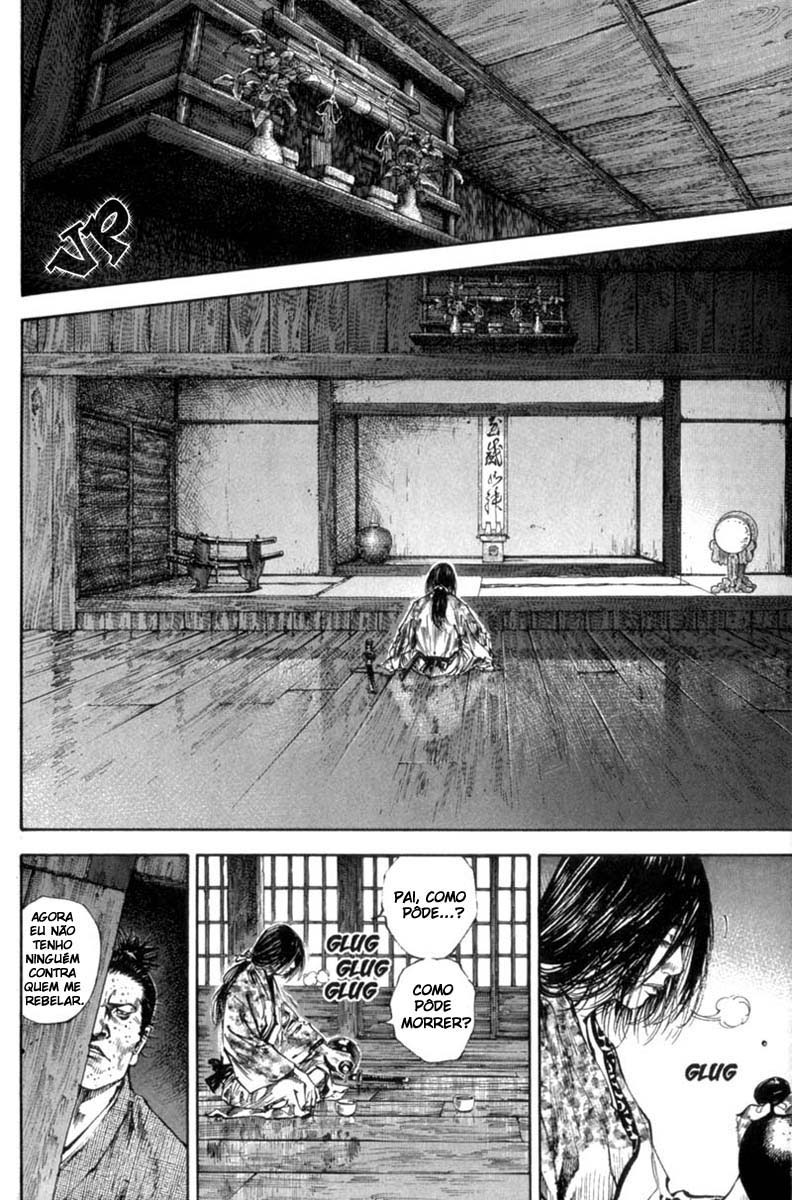 VP
GLUG
PAI, COMO
PÔDE...?
COMO
PÔDE
MORRER?
GLUG
GLUG
GLUG
AGORA
EU NÃO
TENHO
NINGUÉM
CONTRA
QUEM ME
REBELAR.